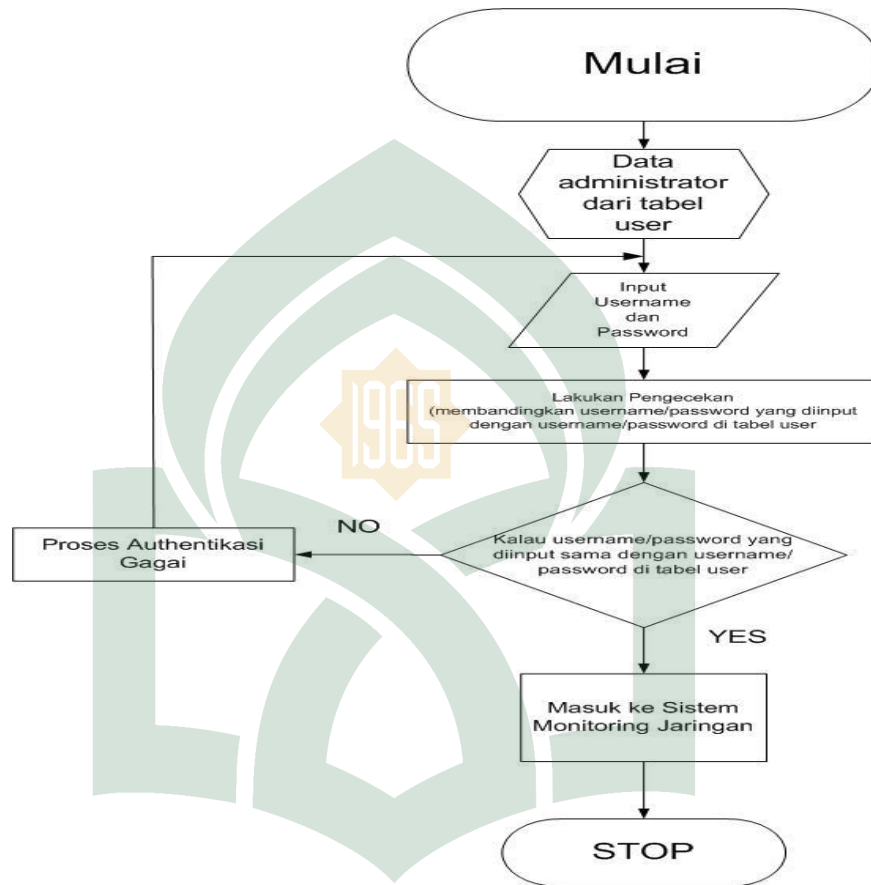 Mulai
Data
administrator
dari tabel
user
Input
Username
dan
Password
Lakukan Pengecekan
(membandingkan username/password yang diinput
dengan username/password di tabel user
Kalau username/password yang
diinput sama dengan username/
password di tabel user
NO
Proses Authentikasi
Gagai
YES
Masuk ke Sistem
Monitoring Jaringan
STOP
1965